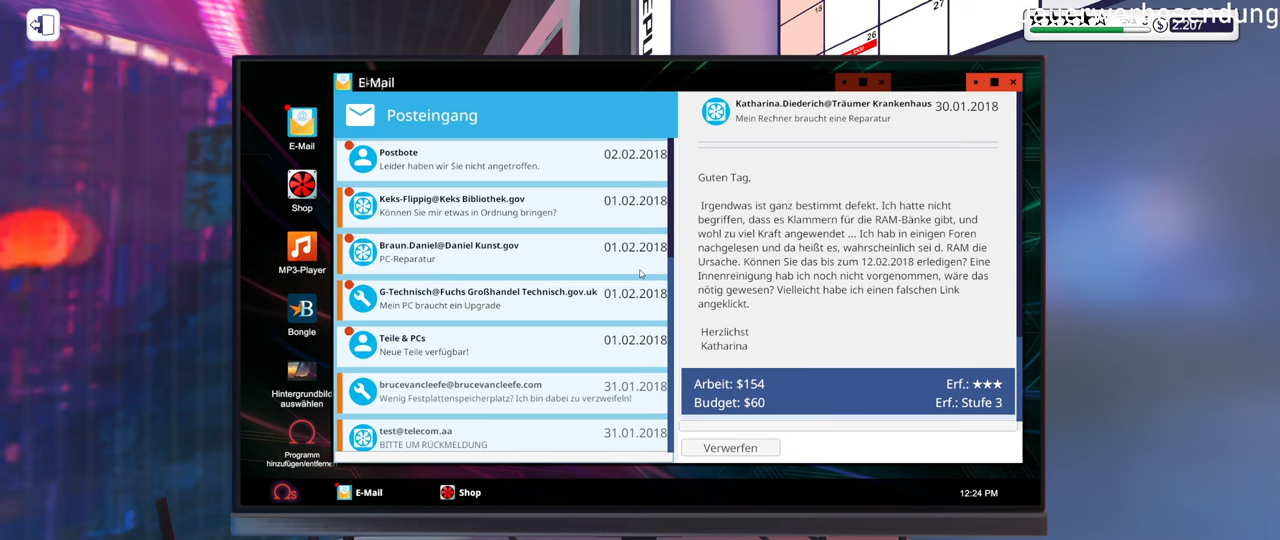 18
27
26
auerwerbesendung
2.207
E-Mail
E-Mail
Shop
MP3-Player
Bongle
Hintergrundbild
auswählen
Programm
hinzufügen/entfernen
Posteingang
Postbote
02.02.2018
Leider haben wir Sie nicht angetroffen.
Keks-Flippig@Keks Bibliothek.gov
01.02.2018
Können Sie mir etwas in Ordnung bringen?
Braun.Daniel@Daniel Kunst.gov
01.02.2018
PC-Reparatur
G-Technisch@Fuchs Großhandel Technisch.gov.uk
01.02.2018
Mein PC braucht ein Upgrade
Teile & PCs
01.02.2018
Neue Teile verfügbar!
brucevancleefe@brucevancleefe.com
31.01.2018
Wenig Festplattenspeicherplatz? Ich bin dabei zu verzweifeln!
test@telecom.aa
31.01.2018
BITTE UM RÜCKMELDUNG
Katharina.Diederich@Träumer Krankenhaus
30.01.2018
Mein Rechner braucht eine Reparatur
Guten Tag,
Irgendwas ist ganz bestimmt defekt. Ich hatte nicht
begriffen, dass es Klammern für die RAM-Bänke gibt, und
wohl zu viel Kraft angewendet ... Ich hab in einigen Foren
nachgelesen und da heißt es, wahrscheinlich sei d. RAM die
Ursache. Können Sie das bis zum 12.02.2018 erledigen? Eine
Innenreinigung hab ich noch nicht vorgenommen, wäre das
nötig gewesen? Vielleicht habe ich einen falschen Link
angeklickt.
Herzlichst
Katharina
Arbeit: $154
Erf.: ★★★
Budget: $60
Erf.: Stufe 3
Verwerfen
E-Mail
Shop
12:24 PM